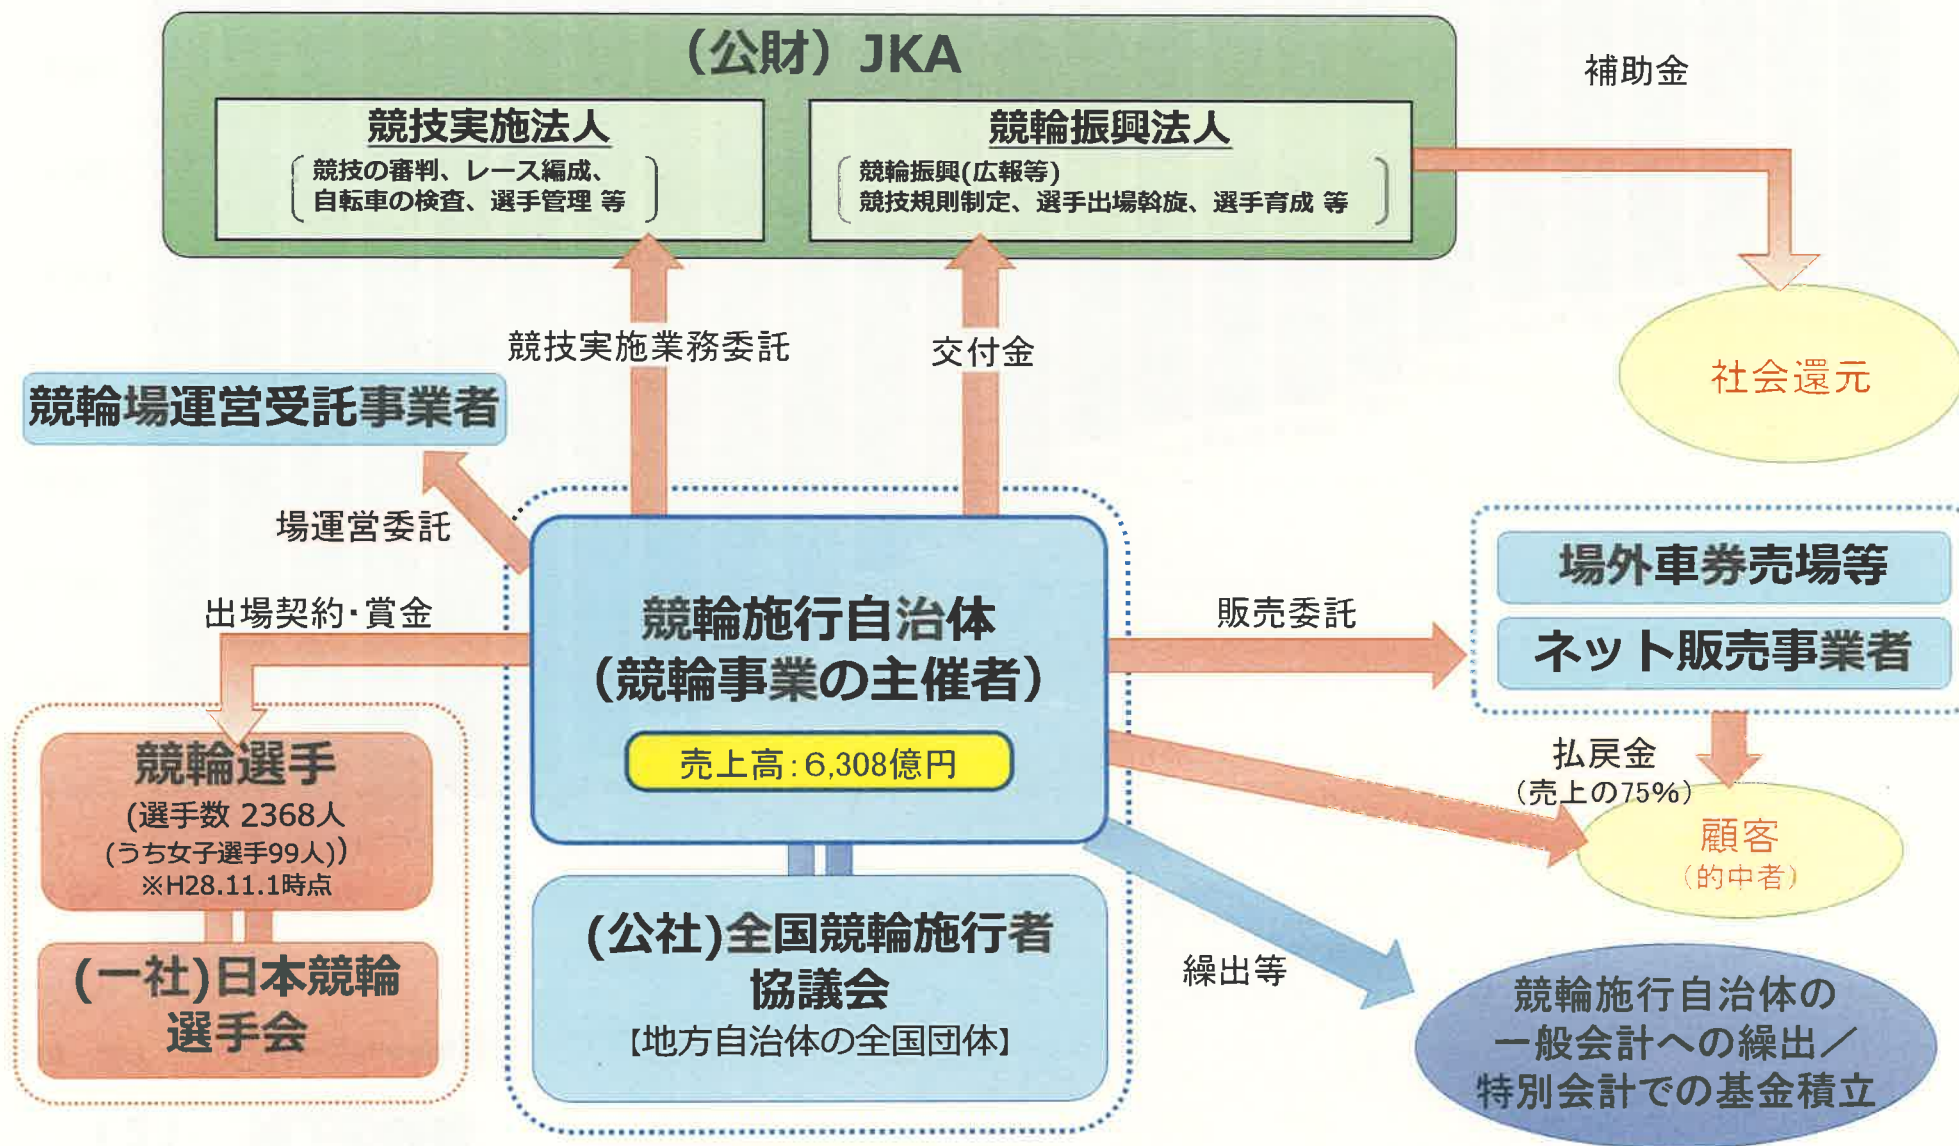 （公財）JKA
補助金
競技実施法人
競技の審判、レース編成、
自転車の検査、選手管理 等
競輪振興法人
競輪振興(広報等)
競技規則制定、選手出場斡旋、選手育成 等
競技実施業務委託
交付金
社会還元
競輪場運営受託事業者
場運営委託
出場契約・賞金
競輪施行自治体
（競輪事業の主催者）
売上高：6,308億円
販売委託
場外車券売場等
ネット販売事業者
払戻金
（売上の75%）
顧客
（的中者）
競輪選手
(選手数 2368人
(うち女子選手99人))
※H28.11.1時点
(一社)日本競輪
選手会
(公社)全国競輪施行者
協議会
【地方自治体の全国団体】
繰出等
競輪施行自治体の
一般会計への繰出／
特別会計での基金積立